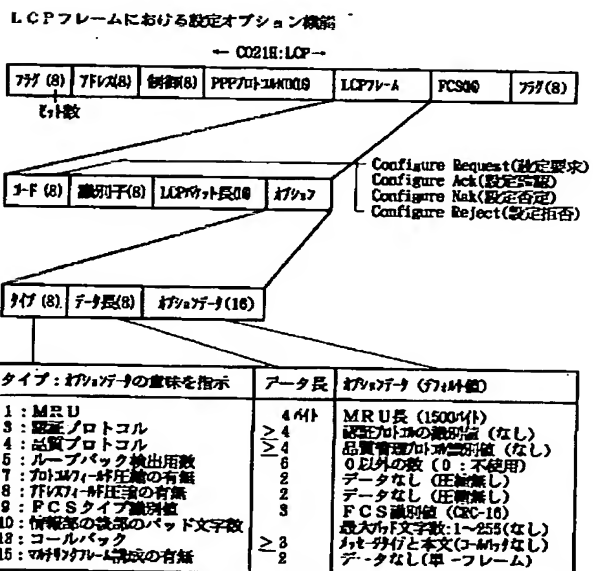 LCPフレームにおける設定オプション機能
← C021H:LCP→
フラグ(8) アドレス(8) 制御(8) PPPプロトコルID(16) LCPフレーム FCS(16) フラグ(8)
ビット数
コード(8) 識別子(8) LCPパケット長(16) オプション
Configure Request(設定要求)
Configure Ack(設定承認)
Configure Nak(設定否定)
Configure Reject(設定拒否)
タイプ(8) データ長(8) オプションデータ(16)
タイプ:オプションデータの意味を指示 データ長 オプションデータ(デフォルト値)
1:MRU 4バイト MRU長(1500バイト)
3:認証プロトコル ≥4 認証プロトコルの識別値(なし)
4:品質プロトコル ≥4 品質管理プロトコル識別値(なし)
5:ループバック検出用数 6 0以外の数(0:不使用)
7:プロトコルフィールド圧縮の有無 2 データなし(圧縮無し)
8:アドレスフィールド圧縮の有無 2 データなし(圧縮無し)
9:FCSタイプ識別値 3 FCS識別値(CRC-16)
10:情報部の後部のパッド文字数 最大パッド文字数:1~255(なし)
13:コールバック ≥3 メッセージタイプと本文(コールバックなし)
15:マルチリンクフレーム構成の有無 2 データなし(単一フレーム)